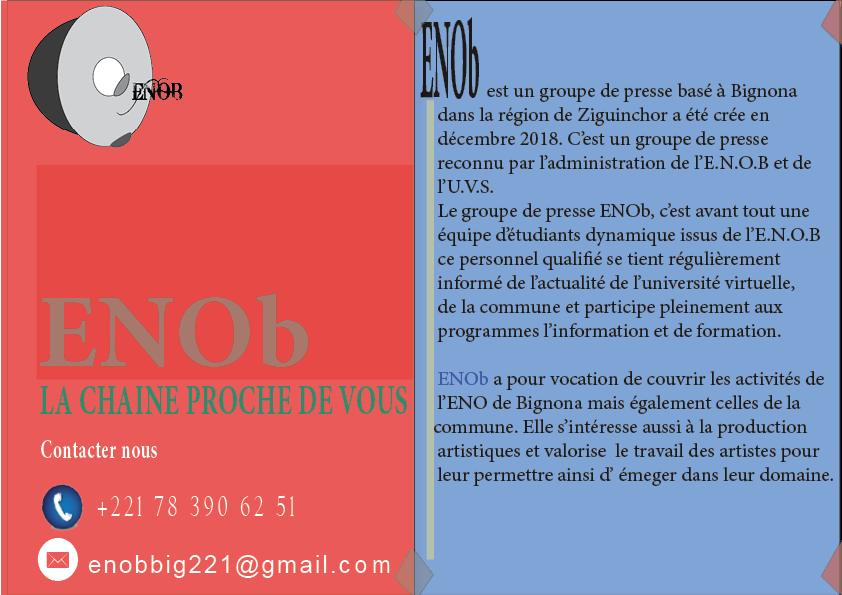 ENOB
ENOb
LA CHAINE PROCHE DE VOUS
Contacter nous
+221 78 390 62 51
enobbig221@gmail.com
ENOb est un groupe de presse basé à Bignona
dans la région de Ziguinchor a été crée en
décembre 2018. C'est un groupe de presse
reconnu par l'administration de l'E.N.O.B et de
l'U.V.S.
Le groupe de presse ENOb, c'est avant tout une
équipe d'étudiants dynamique issus de l'E.N.O.B
ce personnel qualifié se tient régulièrement
informé de l'actualité de l'université virtuelle,
de la commune et participe pleinement aux
programmes l'information et de formation.
ENOb a pour vocation de couvrir les activités de
l'ENO de Bignona mais également celles de la
commune. Elle s'intéresse aussi à la production
artistiques et valorise le travail des artistes pour
leur permettre ainsi d' émeger dans leur domaine.